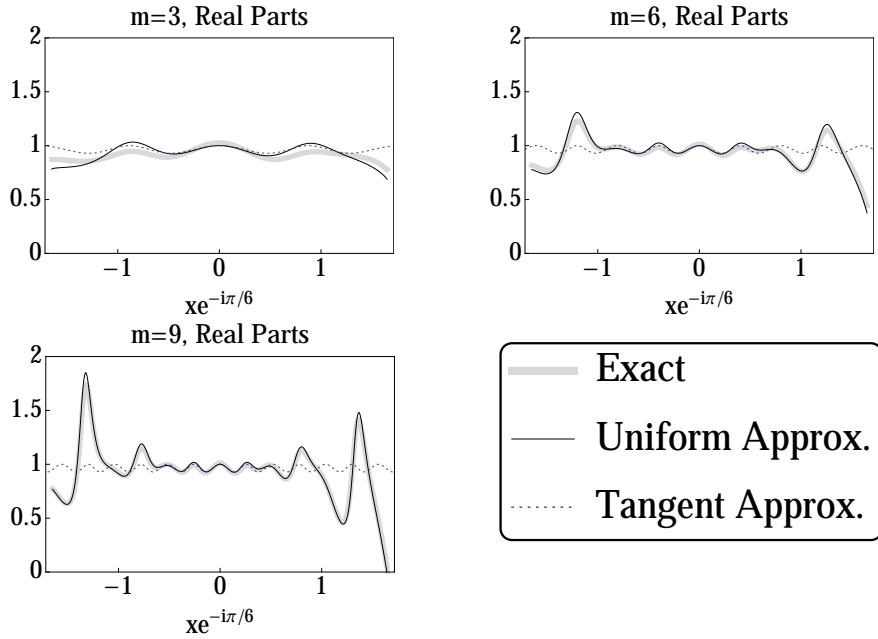 m=3, Real Parts
2
1.5
1
0.5
0
−1 0 1
xe^{−iπ/6}
m=6, Real Parts
2
1.5
1
0.5
0
−1 0 1
xe^{−iπ/6}
m=9, Real Parts
2
1.5
1
0.5
0
−1 0 1
xe^{−iπ/6}
Exact
Uniform Approx.
Tangent Approx.